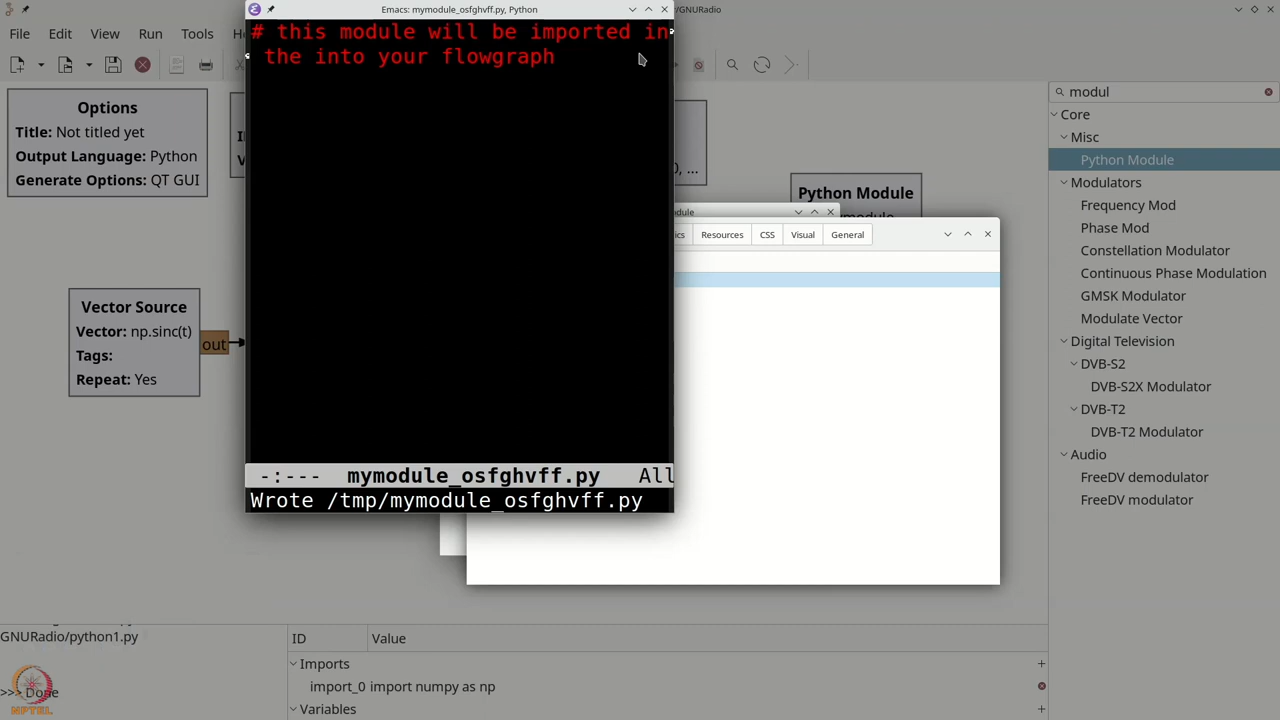 Emacs: mymodule_osfghvff.py, Python
GNURadio
File Edit View Run Tools
# this module will be imported in
the into your flowgraph
-:--- mymodule_osfghvff.py All
Wrote /tmp/mymodule_osfghvff.py
Options
Title: Not titled yet
Output Language: Python
Generate Options: QT GUI
Vector Source
Vector: np.sinc(t)
Tags:
Repeat: Yes
out
0, ...
Python Module
Resources CSS Visual General
modul
Core
Misc
Python Module
Modulators
Frequency Mod
Phase Mod
Constellation Modulator
Continuous Phase Modulation
GMSK Modulator
Modulate Vector
Digital Television
DVB-S2
DVB-S2X Modulator
DVB-T2
DVB-T2 Modulator
Audio
FreeDV demodulator
FreeDV modulator
GNURadio/python1.py
>>> Done
NPTEL
ID Value
Imports
import_0 import numpy as np
Variables